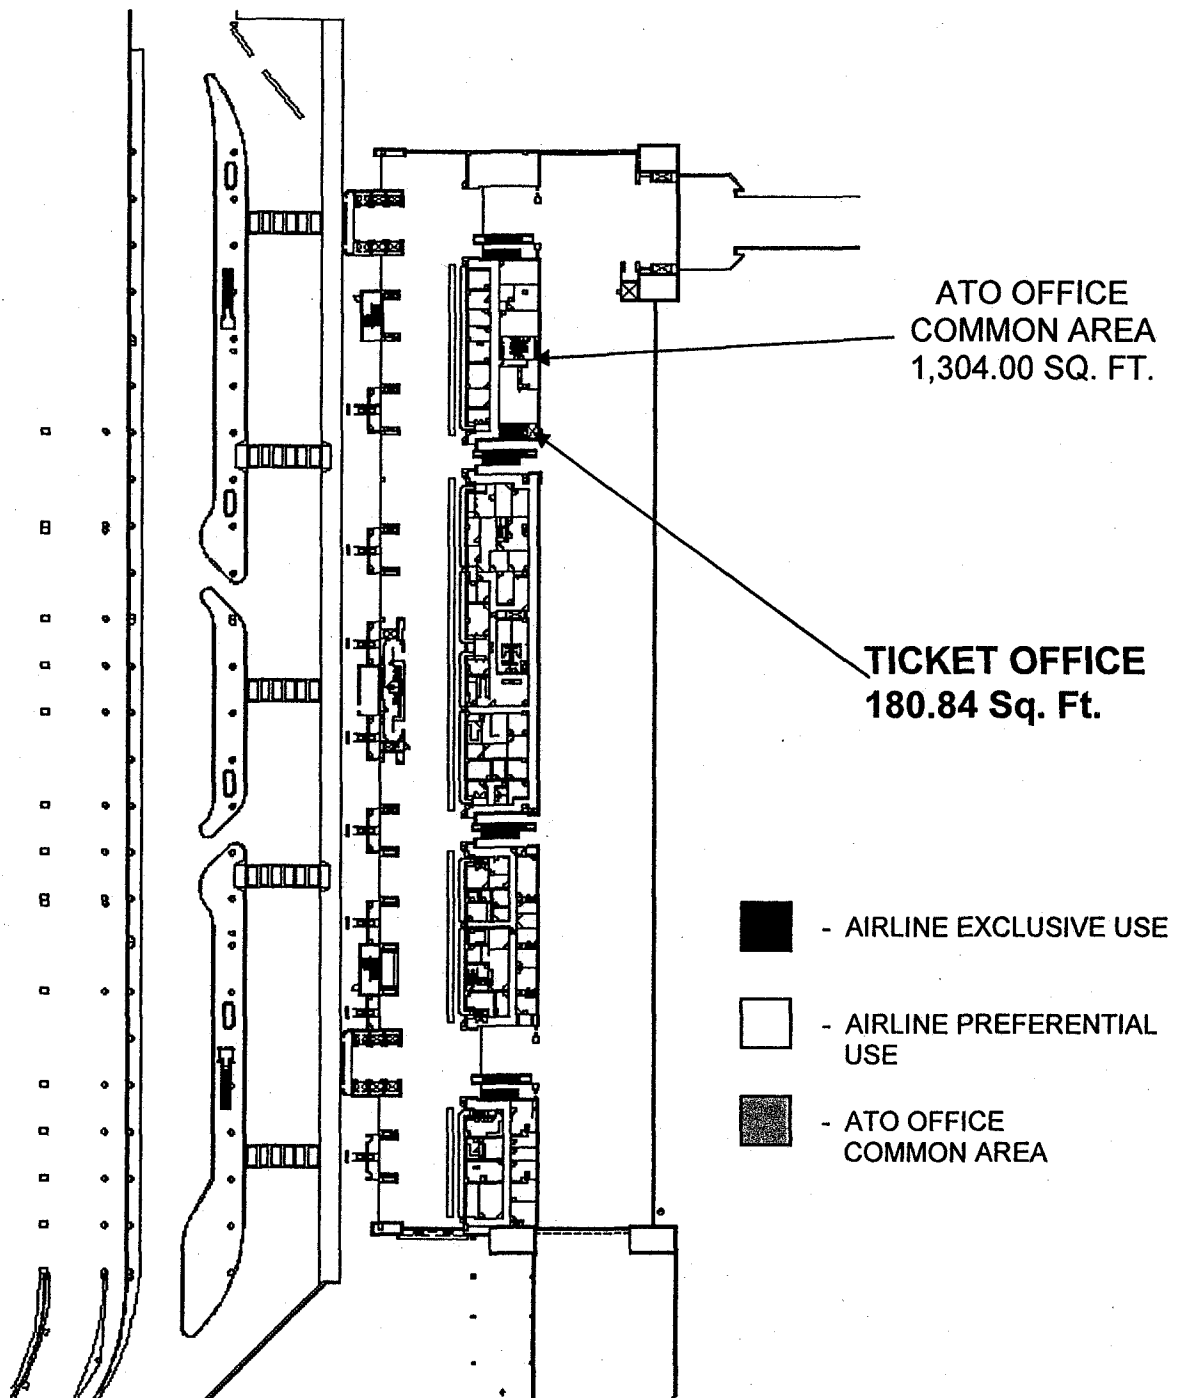 ATO OFFICE
COMMON AREA
1,304.00 SQ. FT.
TICKET OFFICE
180.84 Sq. Ft.
- AIRLINE EXCLUSIVE USE
- AIRLINE PREFERENTIAL
USE
- ATO OFFICE
COMMON AREA